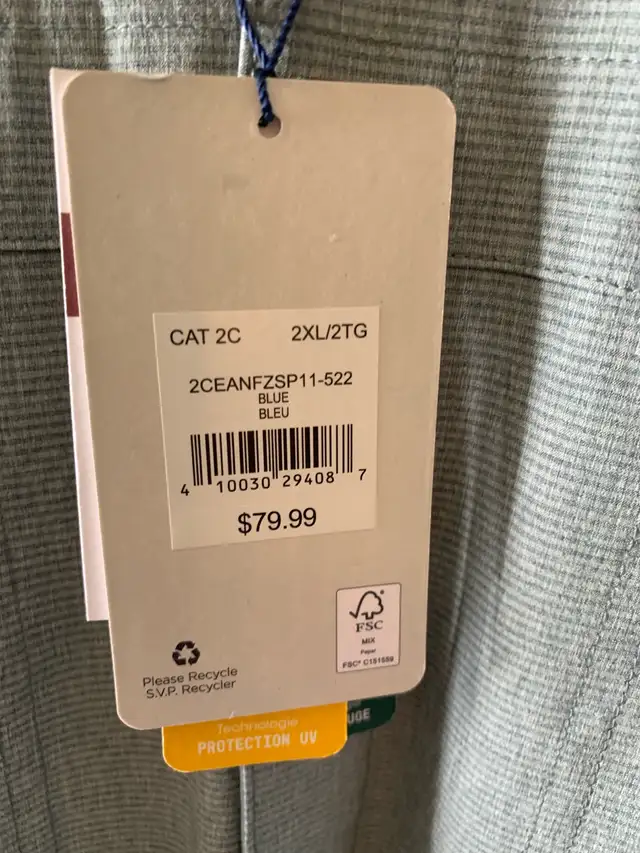 CAT 2C 2XL/2TG
2CEANFZSP11-522
BLUE
BLEU
4 10030 29408 7
$79.99
FSC
MIX
Paper
FSC® C151559
Please Recycle
S.V.P. Recycler
Technologie
PROTECTION UV
UGE